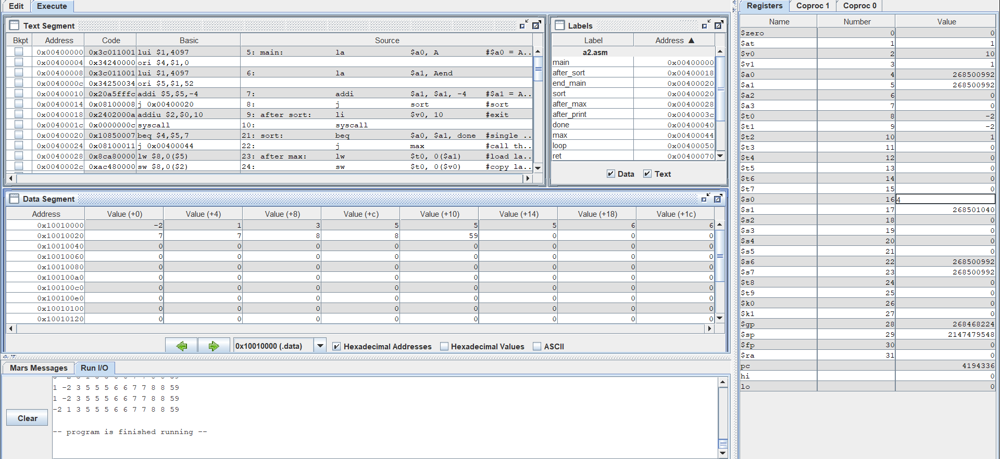 Edit Execute
Text Segment
Bkpt Address Code Basic Source
0x00400000 0x3c011001 lui $1,4097 5: main: la $a0, A #$a0 = A..
0x00400004 0x34240000 ori $4,$1,0
0x00400008 0x3c011001 lui $1,4097 6: la $a1, Aend
0x0040000c 0x34250034 ori $5,$1,52
0x00400010 0x20a5fffc addi $5,$5,-4 7: addi $a1, $a1, -4 #$a1 = A..
0x00400014 0x08100008 j 0x00400020 8: j sort #sort
0x00400018 0x2402000a addiu $2,$0,10 9: after_sort: li $v0, 10 #exit
0x0040001c 0x0000000c syscall 10: syscall
0x00400020 0x10850007 beq $4,$5,7 21: sort: beq $a0, $a1, done #single ..
0x00400024 0x08100011 j 0x00400044 22: j max #call th..
0x00400028 0x8ca80000 lw $8,0($5) 23: after_max: lw $t0, 0($a1) #load la..
0x0040002c 0xac480000 sw $8,0($2) 24: sw $t0, 0($v0) #copy la..
Labels
Label Address ▲
a2.asm
main 0x00400000
after_sort 0x00400018
end_main 0x00400020
sort 0x00400020
after_max 0x00400028
after_print 0x0040003c
done 0x00400040
max 0x00400044
loop 0x00400050
ret 0x00400070
Data Text
Data Segment
Address Value (+0) Value (+4) Value (+8) Value (+c) Value (+10) Value (+14) Value (+18) Value (+1c)
0x10010000 -2 1 3 5 5 5 6 6
0x10010020 7 7 8 8 59 0 0 0
0x10010040 0 0 0 0 0 0 0 0
0x10010060 0 0 0 0 0 0 0 0
0x10010080 0 0 0 0 0 0 0 0
0x100100a0 0 0 0 0 0 0 0 0
0x100100c0 0 0 0 0 0 0 0 0
0x100100e0 0 0 0 0 0 0 0 0
0x10010100 0 0 0 0 0 0 0 0
0x10010120 0 0 0 0 0 0 0 0
0x10010000 (.data) Hexadecimal Addresses Hexadecimal Values ASCII
Mars Messages Run I/O
1 -2 3 5 5 5 6 6 7 7 8 8 59
1 -2 3 5 5 5 6 6 7 7 8 8 59
-2 1 3 5 5 5 6 6 7 7 8 8 59
-- program is finished running --
Clear
Registers Coproc 1 Coproc 0
Name Number Value
$zero 0 0
$at 1 1
$v0 2 10
$v1 3 1
$a0 4 268500992
$a1 5 268500992
$a2 6 0
$a3 7 0
$t0 8 -2
$t1 9 -2
$t2 10 1
$t3 11 0
$t4 12 0
$t5 13 0
$t6 14 0
$t7 15 0
$s0 16 4
$s1 17 268501040
$s2 18 0
$s3 19 0
$s4 20 0
$s5 21 0
$s6 22 268500992
$s7 23 268500992
$t8 24 0
$t9 25 0
$k0 26 0
$k1 27 0
$gp 28 268468224
$sp 29 2147479548
$fp 30 0
$ra 31 0
pc 4194336
hi 0
lo 0